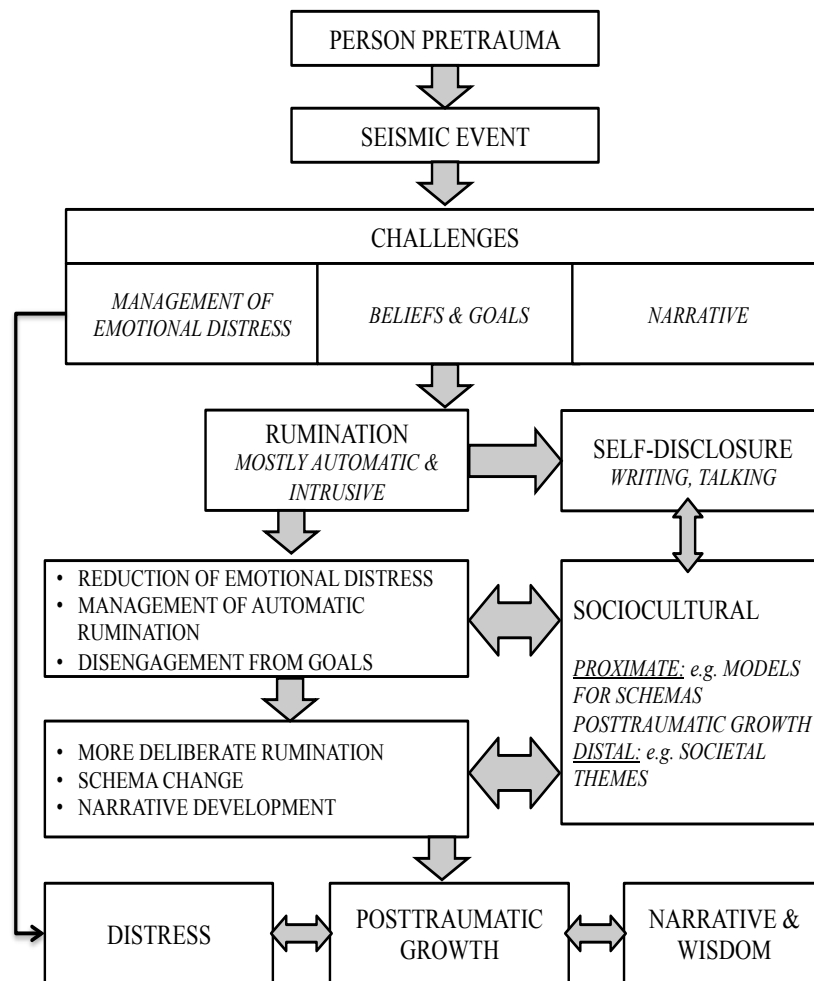 PERSON PRETRAUMA
SEISMIC EVENT
CHALLENGES
MANAGEMENT OF
EMOTIONAL DISTRESS
BELIEFS & GOALS
NARRATIVE
RUMINATION
MOSTLY AUTOMATIC &
INTRUSIVE
SELF-DISCLOSURE
WRITING, TALKING
• REDUCTION OF EMOTIONAL DISTRESS
• MANAGEMENT OF AUTOMATIC
RUMINATION
• DISENGAGEMENT FROM GOALS
SOCIOCULTURAL
PROXIMATE: e.g. MODELS
FOR SCHEMAS
POSTTRAUMATIC GROWTH
DISTAL: e.g. SOCIETAL
THEMES
• MORE DELIBERATE RUMINATION
• SCHEMA CHANGE
• NARRATIVE DEVELOPMENT
DISTRESS
POSTTRAUMATIC
GROWTH
NARRATIVE &
WISDOM